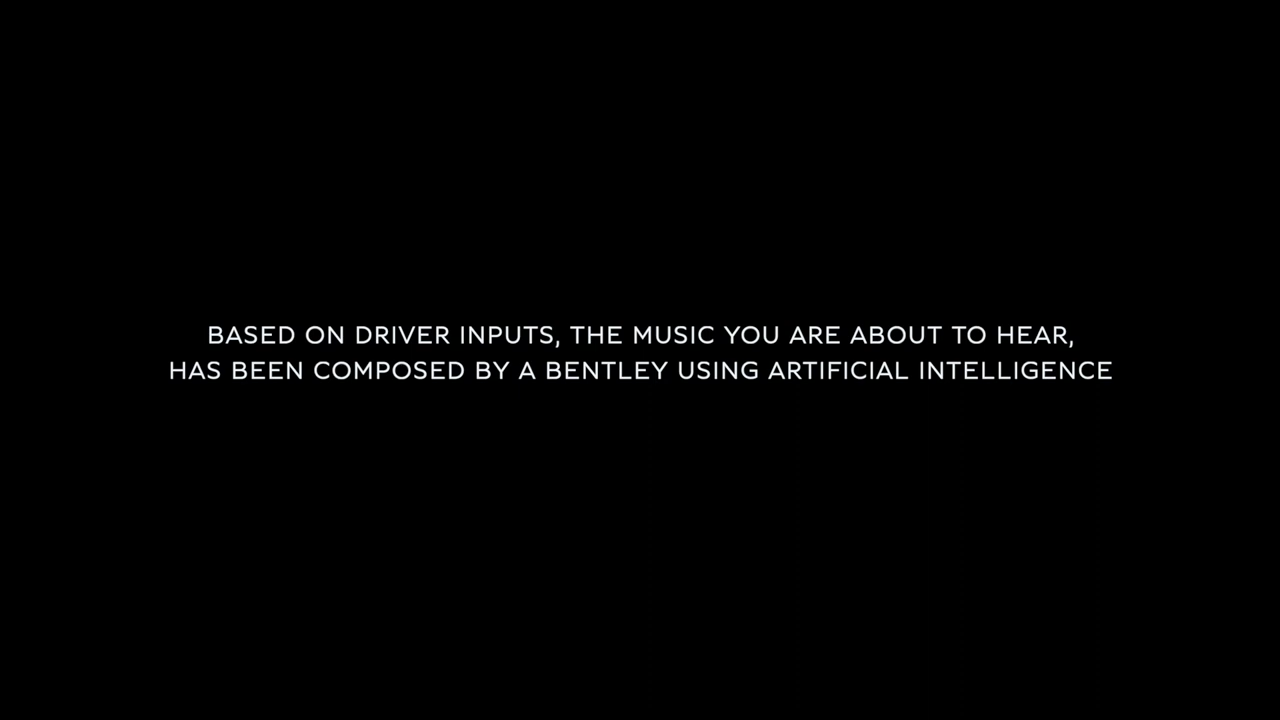 BASED ON DRIVER INPUTS, THE MUSIC YOU ARE ABOUT TO HEAR,
HAS BEEN COMPOSED BY A BENTLEY USING ARTIFICIAL INTELLIGENCE